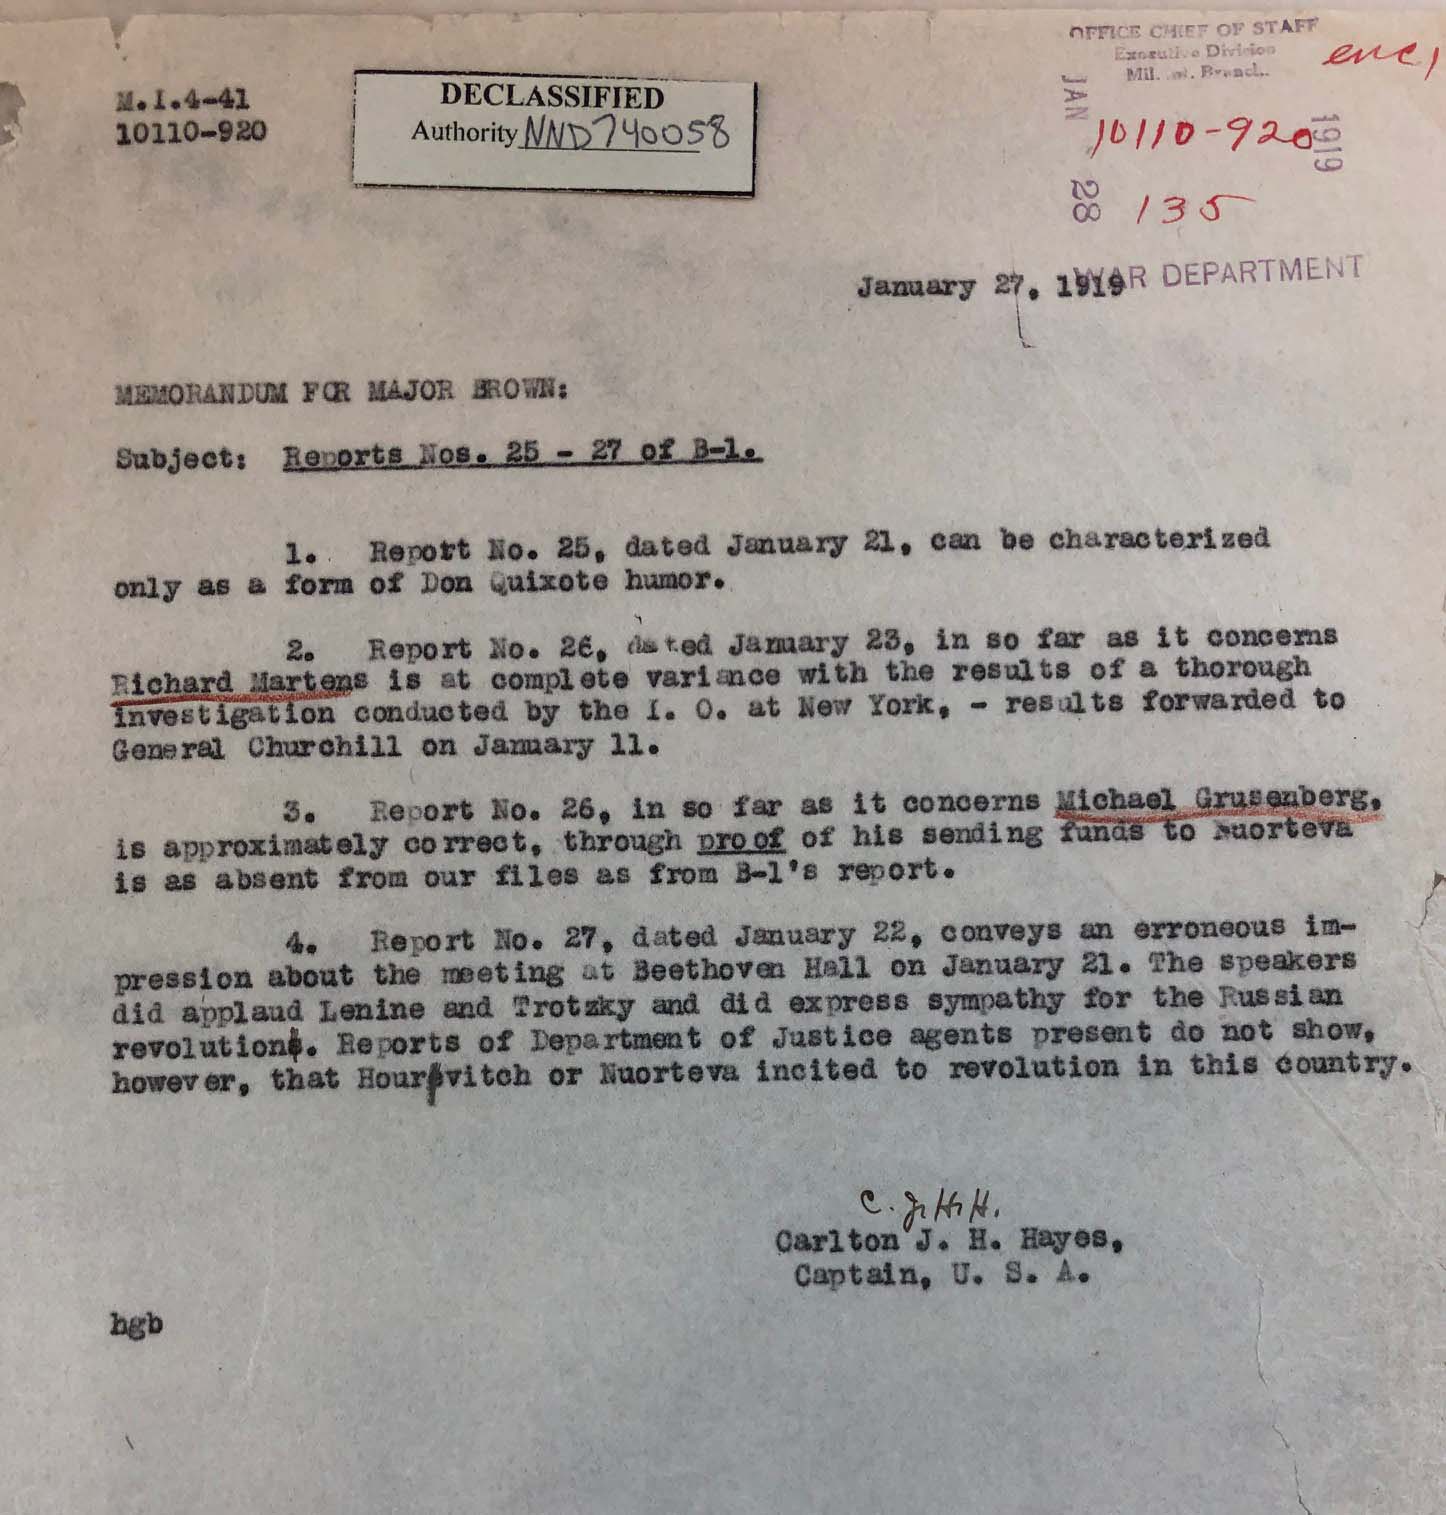 OFFICE CHIEF OF STAFF
Executive Division
Mil. Branch.
encl
M.I.4-41
10110-920
DECLASSIFIED
Authority NND740058
JAN 28 1919
10110-920
135
WAR DEPARTMENT
January 27, 1919
MEMORANDUM FOR MAJOR BROWN:
Subject: Reports Nos. 25 - 27 of B-1.
1. Report No. 25, dated January 21, can be characterized
only as a form of Don Quixote humor.
2. Report No. 26, dated January 23, in so far as it concerns
Richard Martens is at complete variance with the results of a thorough
investigation conducted by the I. O. at New York, - results forwarded to
General Churchill on January 11.
3. Report No. 26, in so far as it concerns Michael Grusenberg,
is approximately correct, through proof of his sending funds to Nuorteva
is as absent from our files as from B-1's report.
4. Report No. 27, dated January 22, conveys an erroneous im-
pression about the meeting at Beethoven Hall on January 21. The speakers
did applaud Lenine and Trotzky and did express sympathy for the Russian
revolution. Reports of Department of Justice agents present do not show,
however, that Hourvitch or Nuorteva incited to revolution in this country.
C.J.H.H.
Carlton J. H. Hayes,
Captain, U. S. A.
hgb